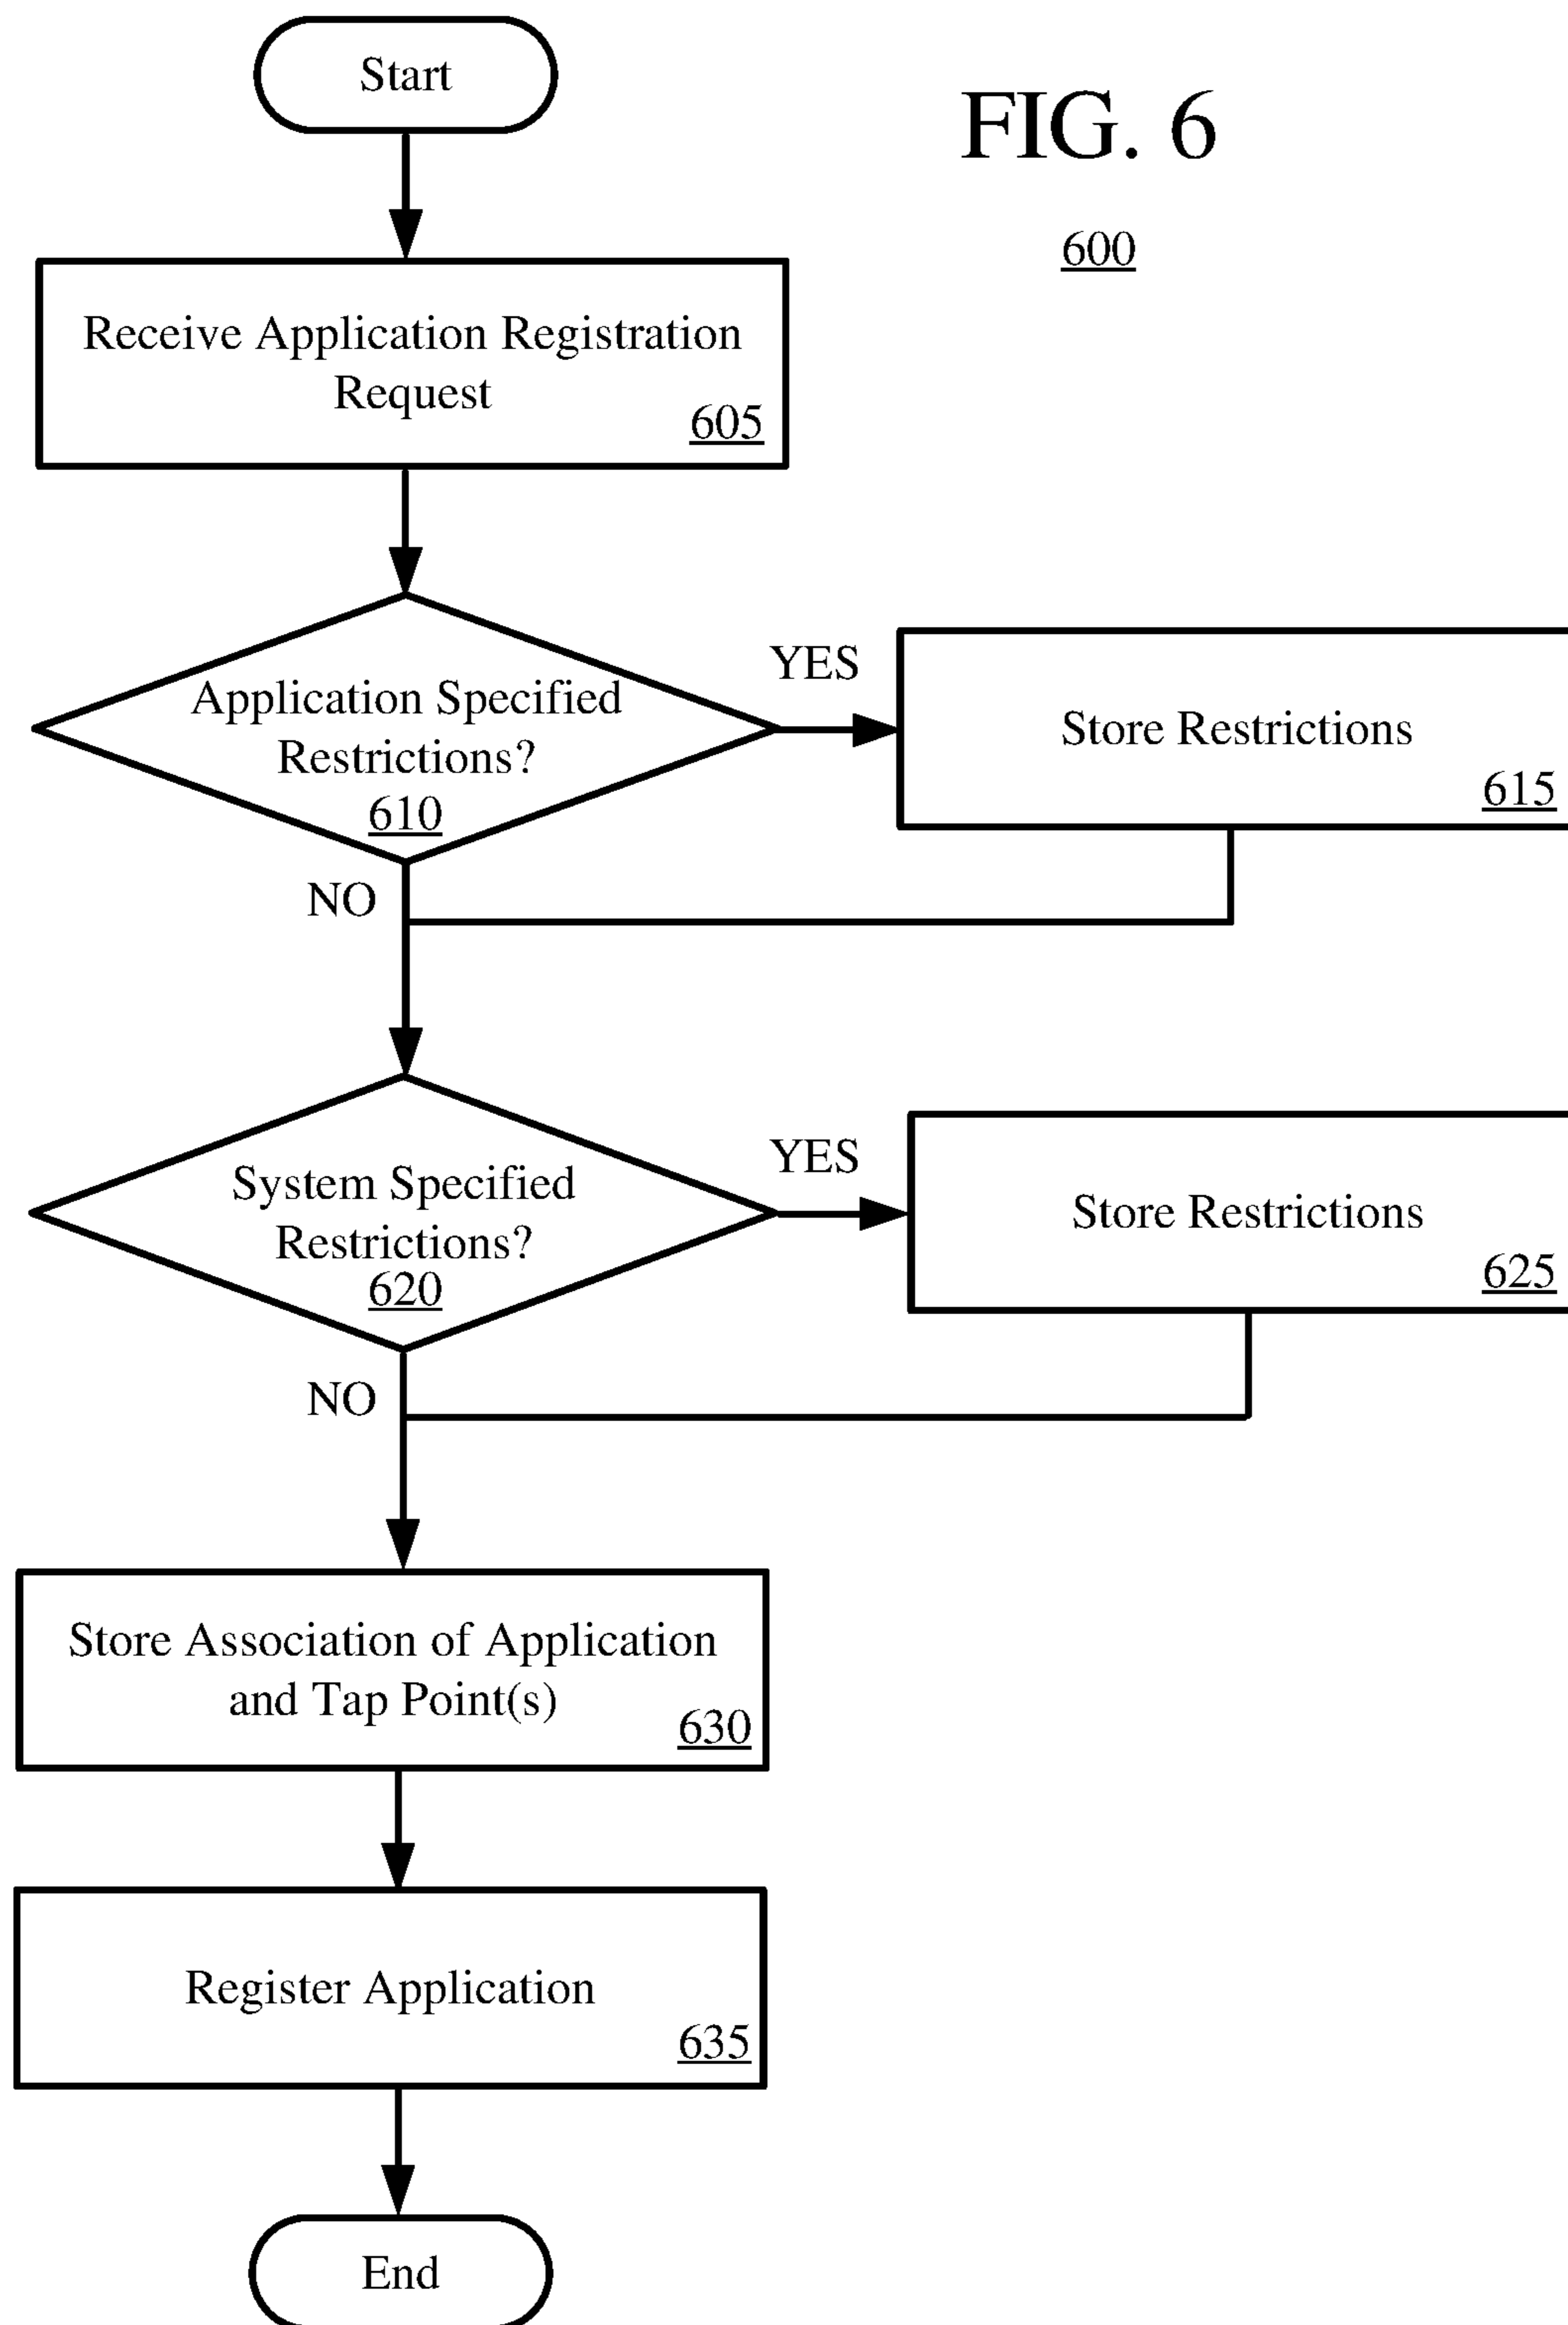 Start
FIG. 6
600
Receive Application Registration
Request
605
Application Specified
Restrictions?
610
YES
Store Restrictions
615
NO
System Specified
Restrictions?
620
YES
Store Restrictions
625
NO
Store Association of Application
and Tap Point(s)
630
Register Application
635
End